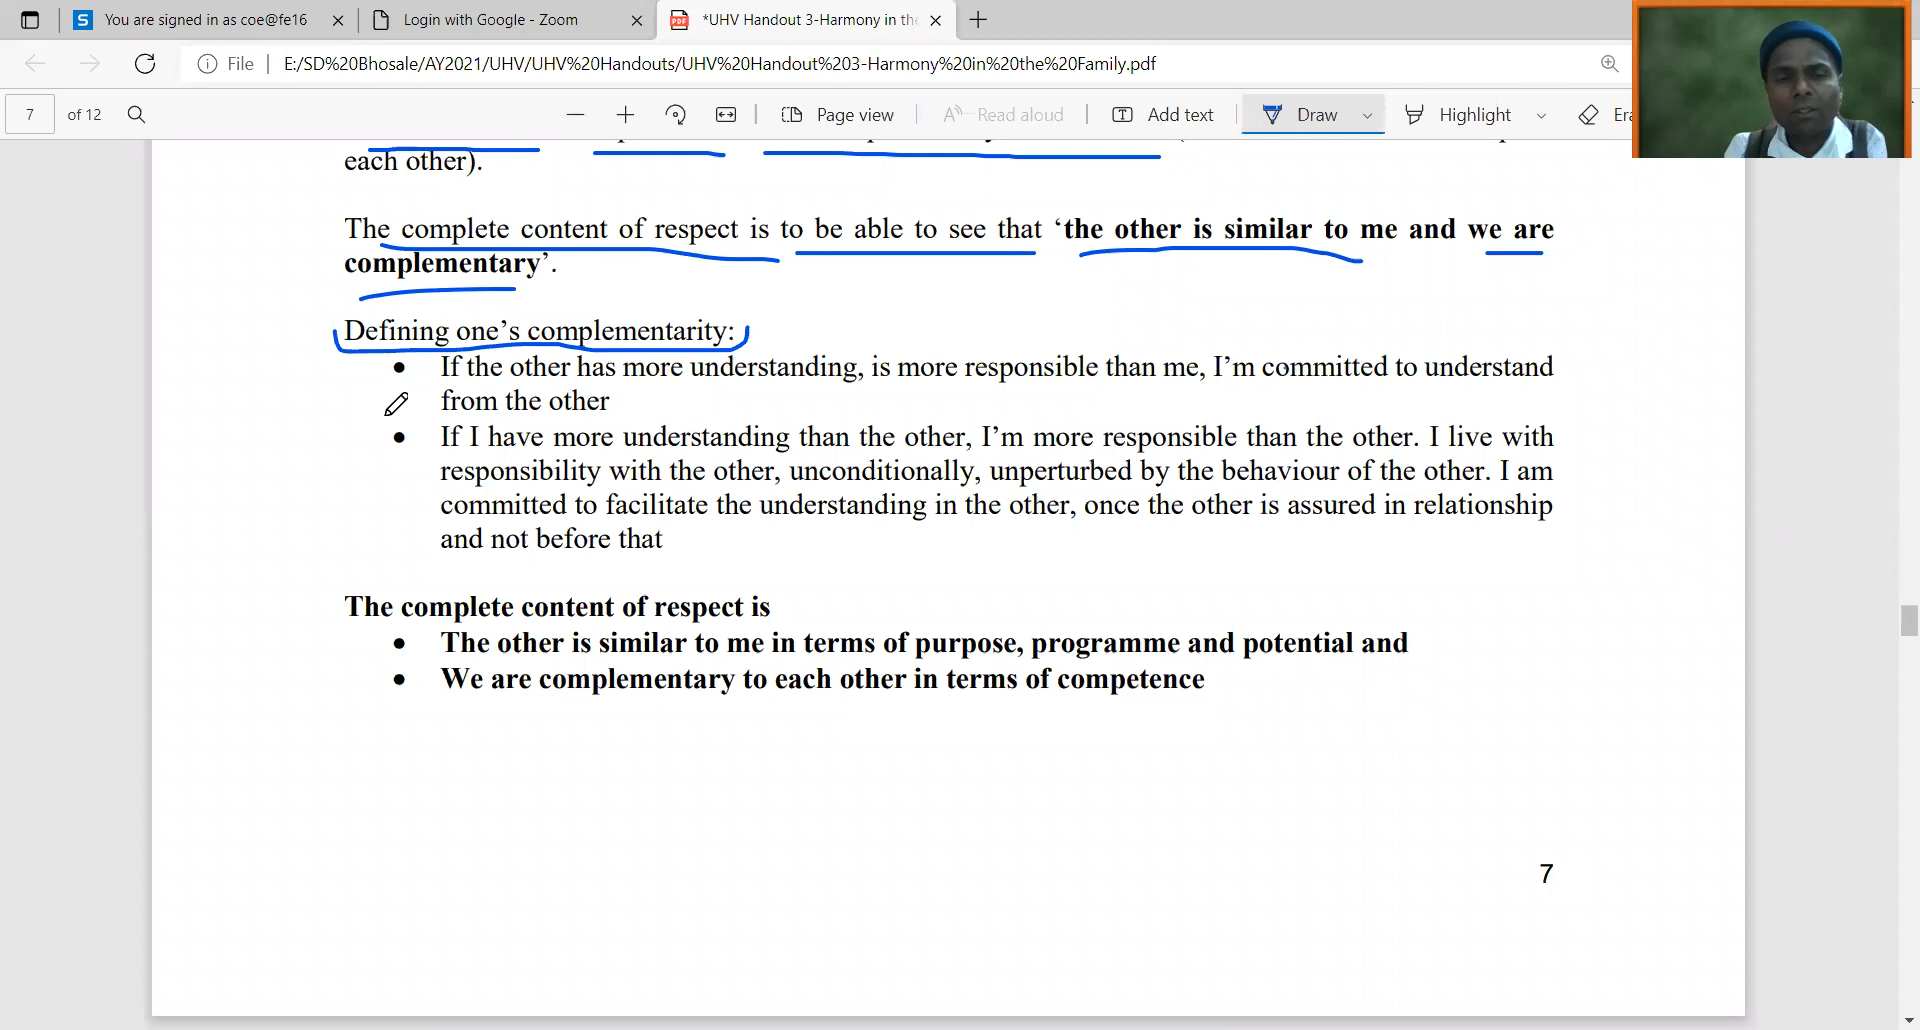 You are signed in as coe@fe16
Login with Google - Zoom
*UHV Handout 3-Harmony in the
File
E:/SD%20Bhosale/AY2021/UHV/UHV%20Handouts/UHV%20Handout%203-Harmony%20in%20the%20Family.pdf
7 of 12
Page view
Read aloud
Add text
Draw
Highlight
each other).
The complete content of respect is to be able to see that ‘the other is similar to me and we are
complementary’.
Defining one’s complementarity:
• If the other has more understanding, is more responsible than me, I’m committed to understand
from the other
• If I have more understanding than the other, I’m more responsible than the other. I live with
responsibility with the other, unconditionally, unperturbed by the behaviour of the other. I am
committed to facilitate the understanding in the other, once the other is assured in relationship
and not before that
The complete content of respect is
• The other is similar to me in terms of purpose, programme and potential and
• We are complementary to each other in terms of competence
7